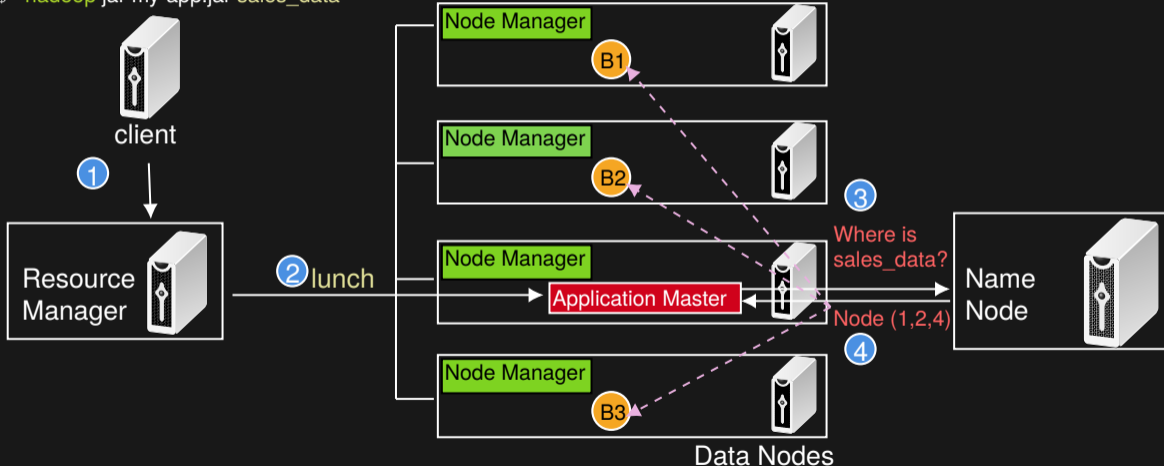 $ hadoop jar my-app.jar sales_data
client
1
Resource
Manager
2
lunch
Node Manager
B1
Node Manager
B2
Node Manager
Application Master
Node Manager
B3
Data Nodes
3
Where is
sales_data?
Node (1,2,4)
4
Name
Node